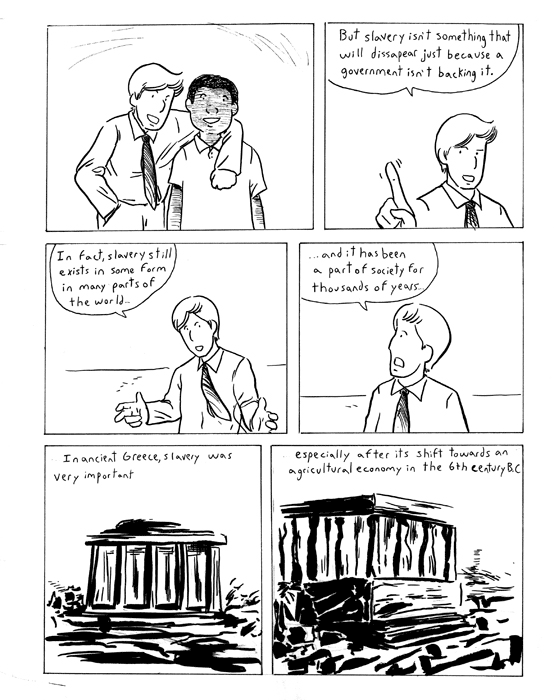 But slavery isn't something that
will dissapear just because a
government isn't backing it.
In fact, slavery still
exists in some form
in many parts of
the world...
...and it has been
a part of society for
thousands of years...
In ancient Greece, slavery was
very important
especially after its shift towards an
agricultural economy in the 6th century B.C